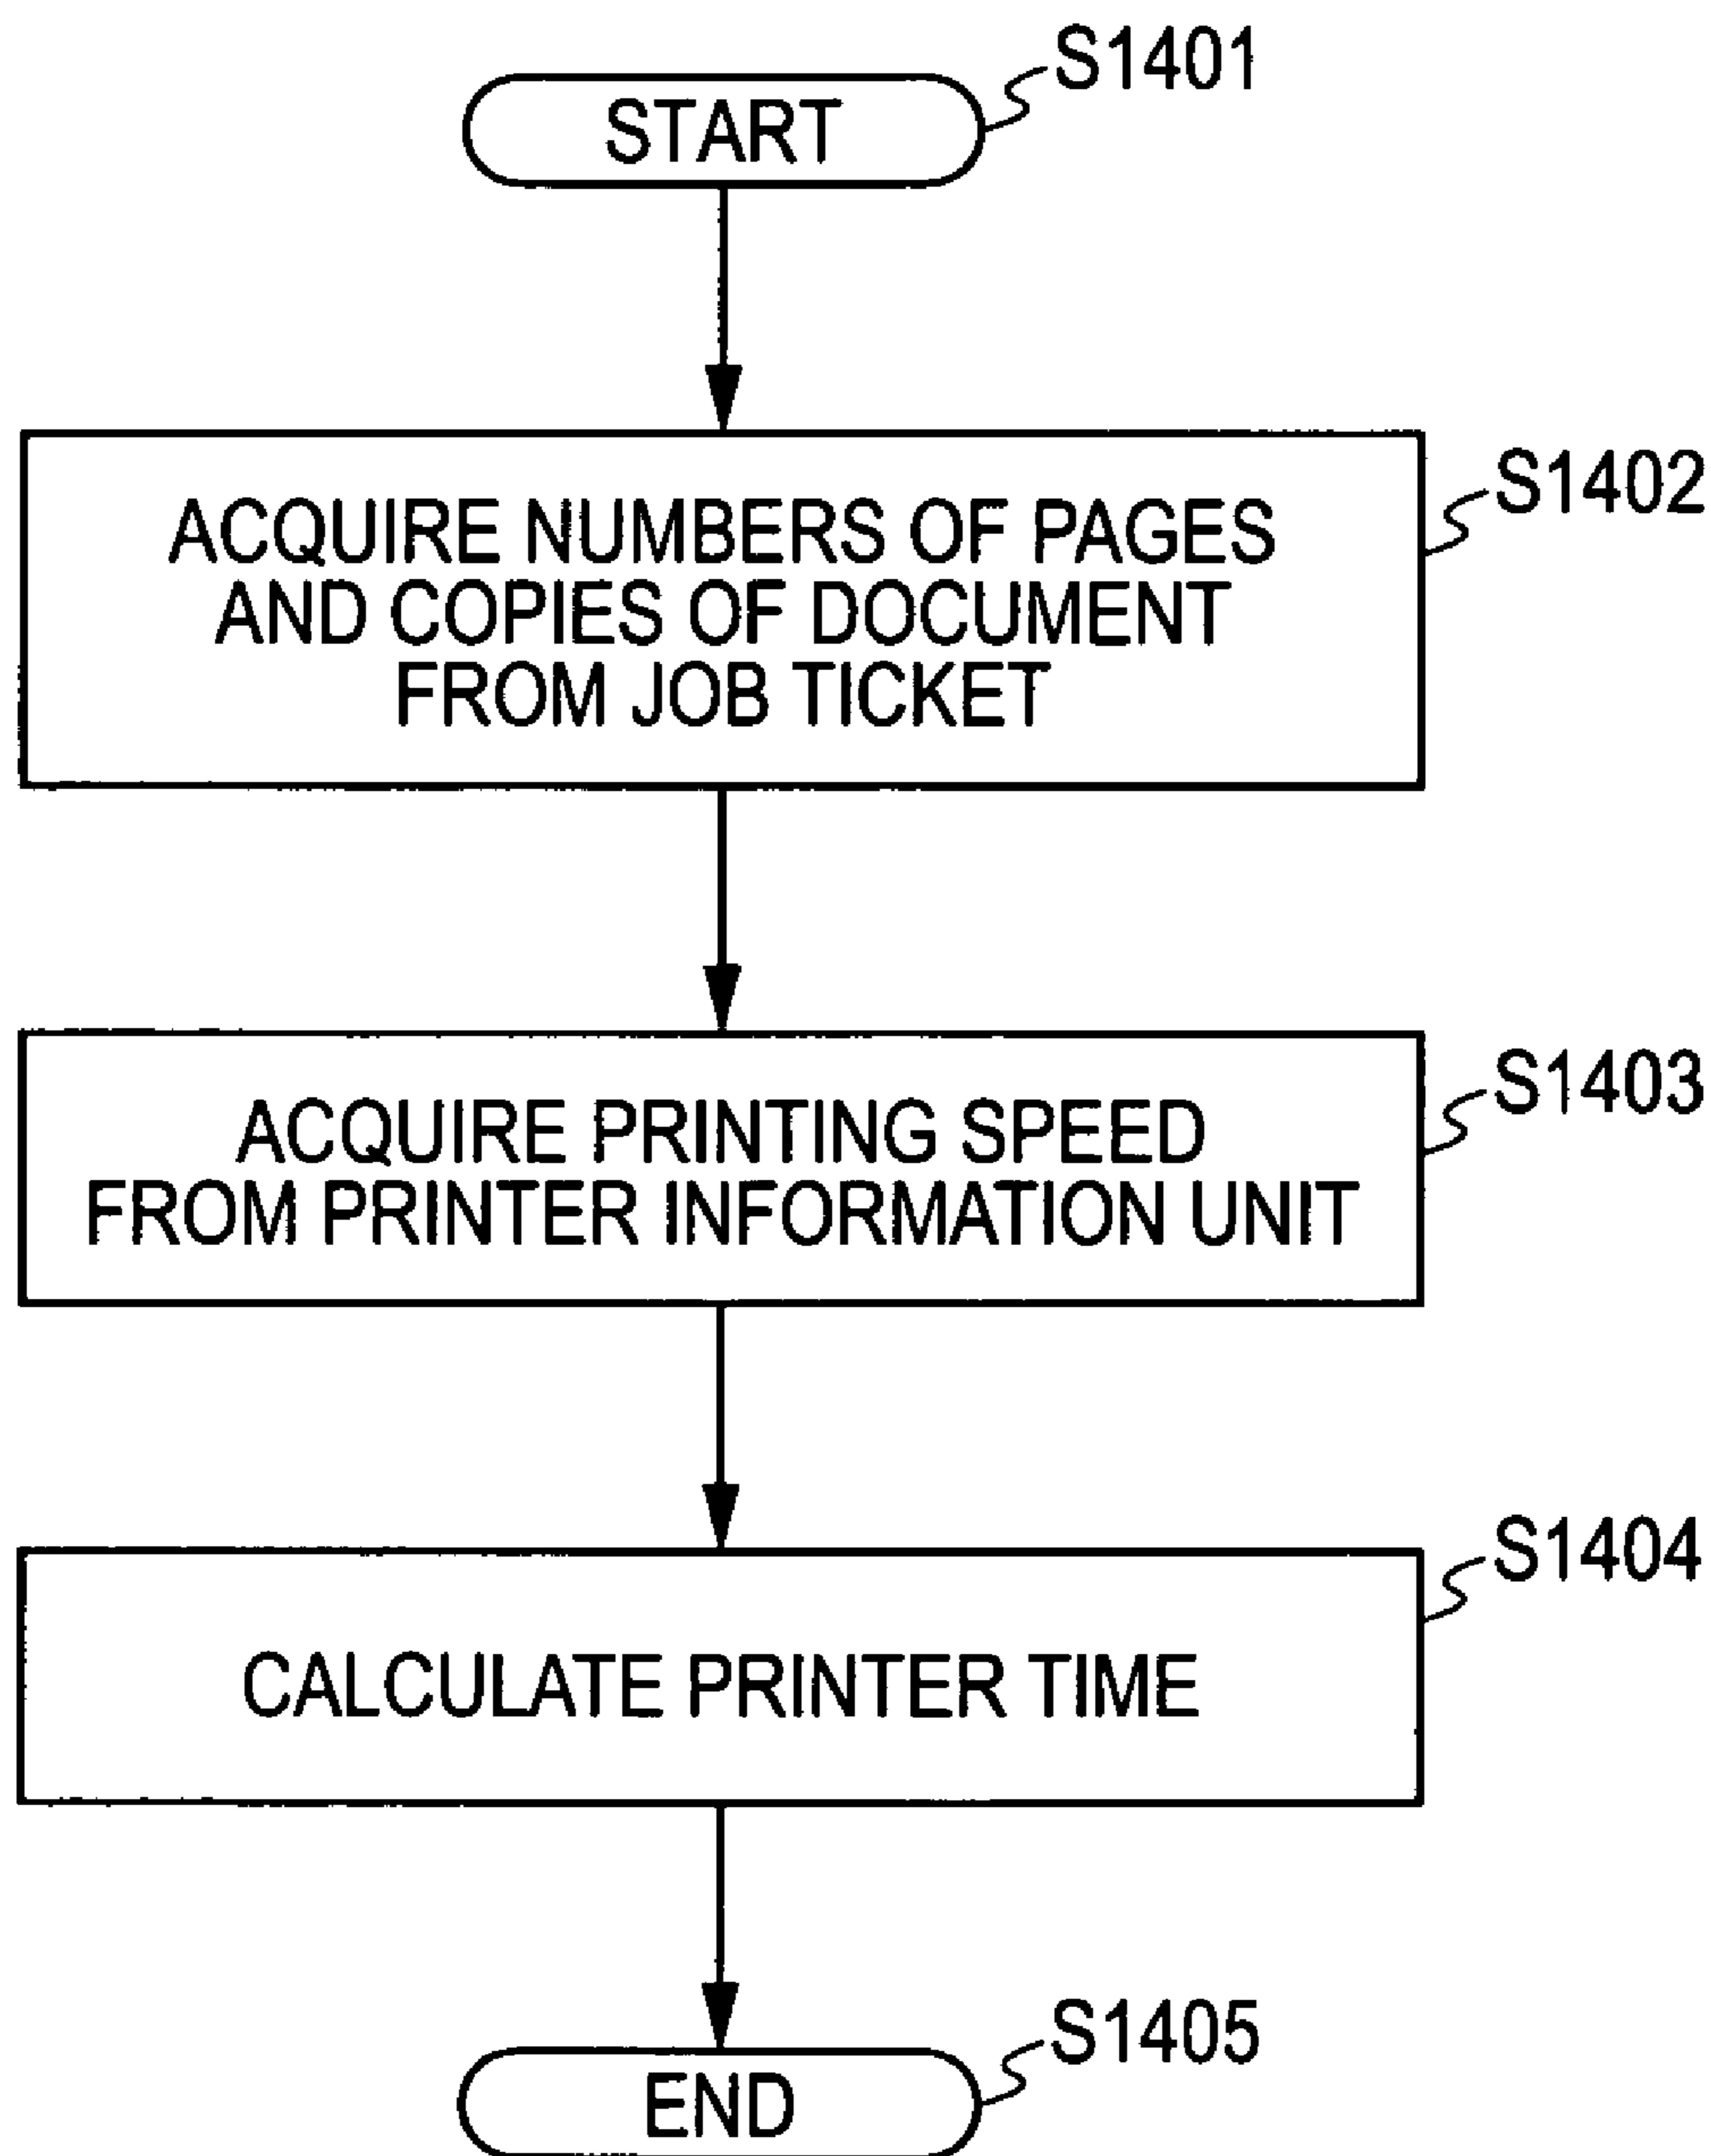 S1401
START
S1402
ACQUIRE NUMBERS OF PAGES
AND COPIES OF DOCUMENT
FROM JOB TICKET
S1403
ACQUIRE PRINTING SPEED
FROM PRINTER INFORMATION UNIT
S1404
CALCULATE PRINTER TIME
S1405
END